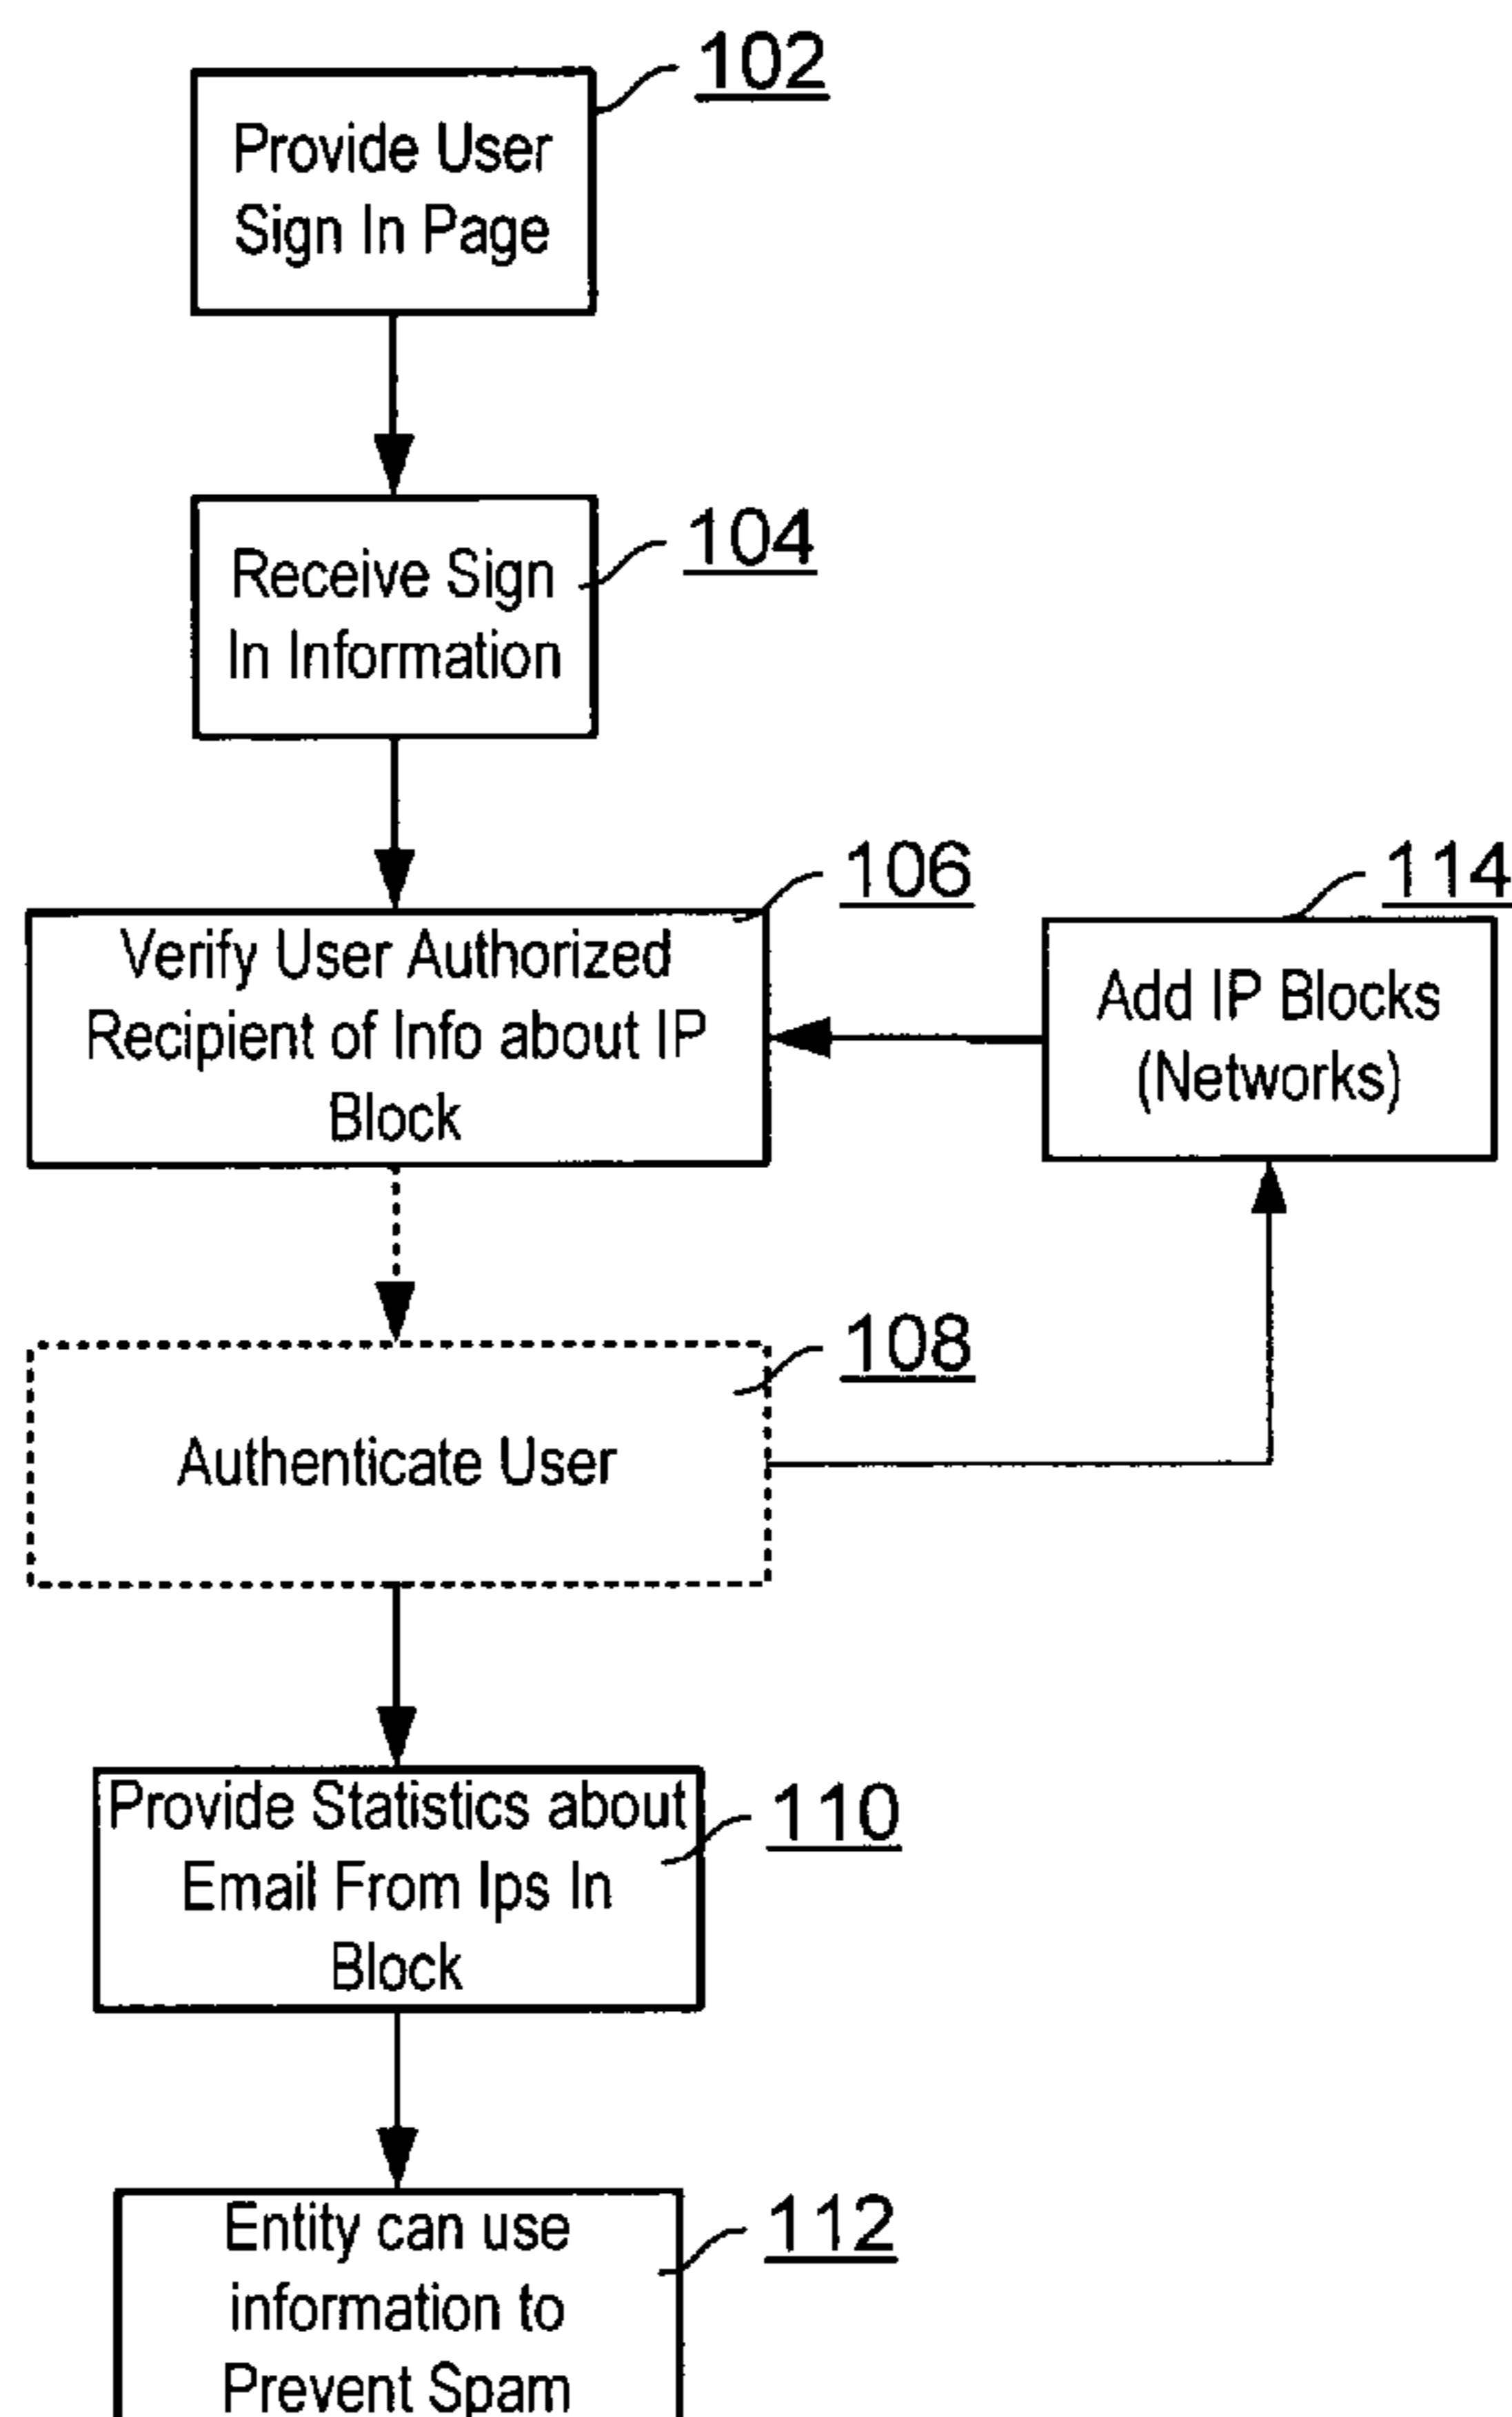 102
Provide User
Sign In Page
104
Receive Sign
In Information
106
Verify User Authorized
Recipient of Info about IP
Block
114
Add IP Blocks
(Networks)
108
Authenticate User
110
Provide Statistics about
Email From Ips In
Block
112
Entity can use
information to
Prevent Spam